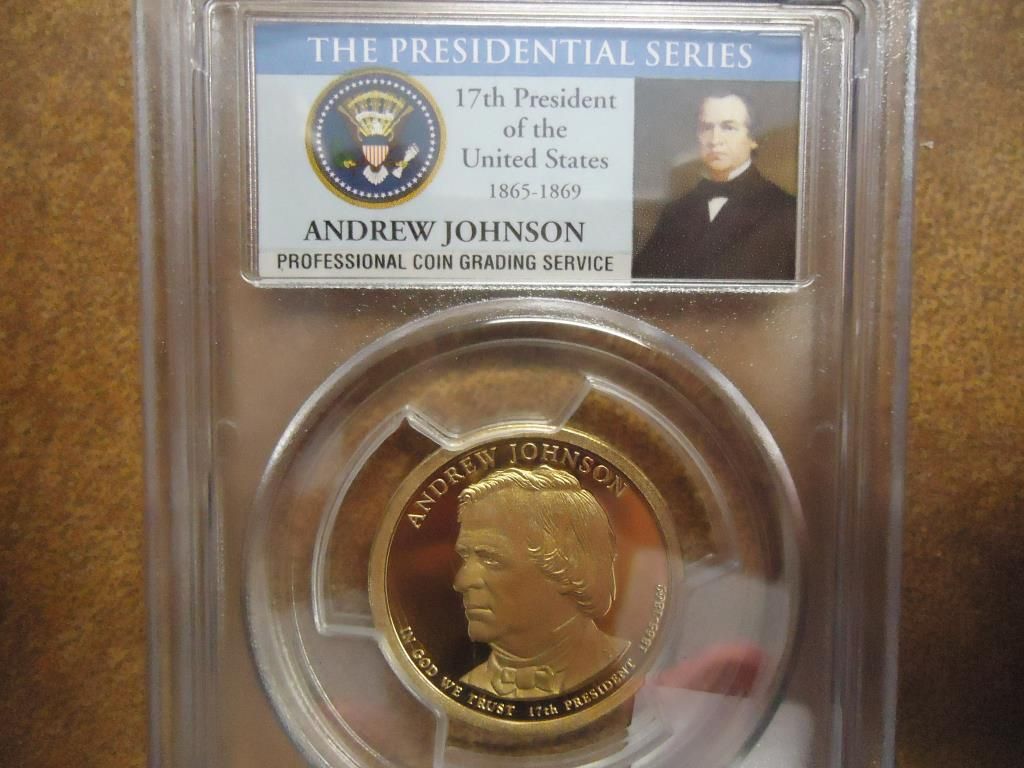 THE PRESIDENTIAL SERIES
17th President
of the
United States
1865-1869
ANDREW JOHNSON
PROFESSIONAL COIN GRADING SERVICE
ANDREW JOHNSON
IN GOD WE TRUST 17th PRESIDENT 1865-1869